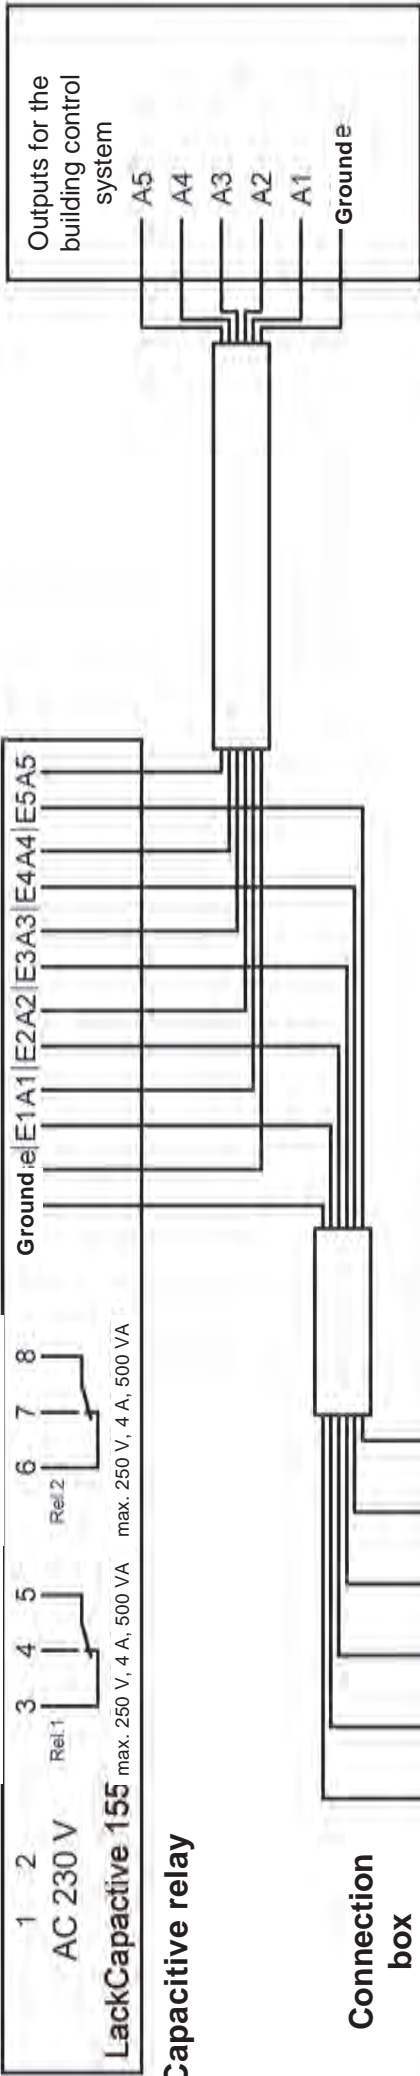 1 2
AC 230 V
3 4 5
Rel.1
max. 250 V, 4 A, 500 VA
6 7 8
Rel.2
max. 250 V, 4 A, 500 VA
Ground e|E1A1|E2A2|E3A3|E4A4|E5A5
LackCapactive 155
Capacitive relay
Connection
box
Outputs for the
building control
system
A5
A4
A3
A2
A1
Ground e